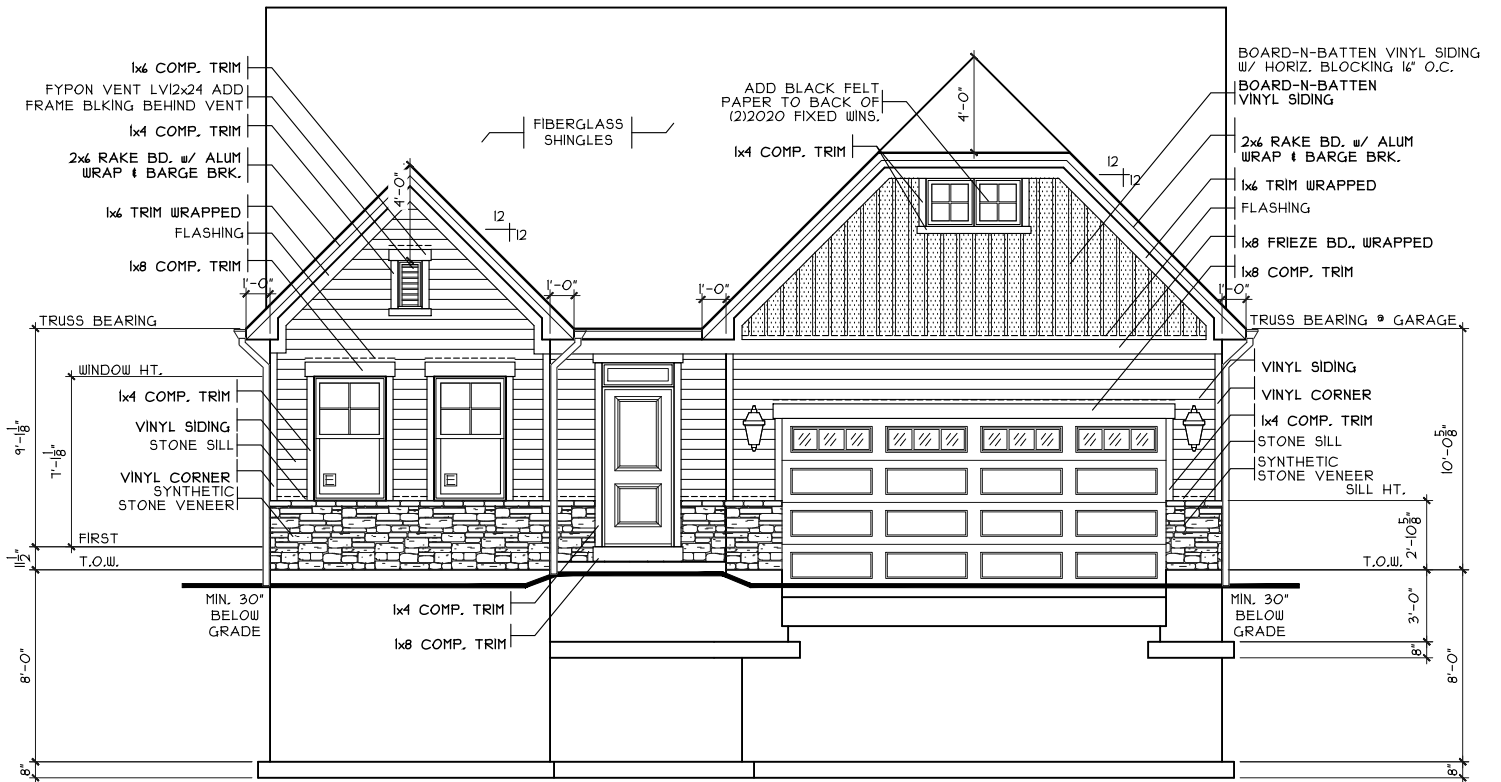 1x6 COMP. TRIM
FYPON VENT LV12x24 ADD
FRAME BLKING BEHIND VENT
1x4 COMP. TRIM
2x6 RAKE BD. w/ ALUM
WRAP & BARGE BRK.
1x6 TRIM WRAPPED
FLASHING
1x8 COMP. TRIM
1'-0"
TRUSS BEARING
WINDOW HT.
1x4 COMP. TRIM
VINYL SIDING
STONE SILL
VINYL CORNER
SYNTHETIC
STONE VENEER
FIRST
T.O.W.
9'-1 1/8"
7'-1 1/8"
11 1/2"
8'-0"
8"
MIN. 30"
BELOW
GRADE
4'-0"
12
12
1'-0"
E
E
FIBERGLASS
SHINGLES
ADD BLACK FELT
PAPER TO BACK OF
(2)2020 FIXED WINS.
1x4 COMP. TRIM
4'-0"
12
12
1'-0"
1'-0"
1x4 COMP. TRIM
1x8 COMP. TRIM
BOARD-N-BATTEN VINYL SIDING
W/ HORIZ. BLOCKING 16" O.C.
BOARD-N-BATTEN
VINYL SIDING
2x6 RAKE BD. w/ ALUM
WRAP & BARGE BRK.
1x6 TRIM WRAPPED
FLASHING
1x8 FRIEZE BD., WRAPPED
1x8 COMP. TRIM
TRUSS BEARING @ GARAGE
VINYL SIDING
VINYL CORNER
1x4 COMP. TRIM
STONE SILL
SYNTHETIC
STONE VENEER
SILL HT.
T.O.W.
10'-0 5/8"
2'-10 5/8"
3'-0"
8"
8'-0"
8"
MIN. 30"
BELOW
GRADE